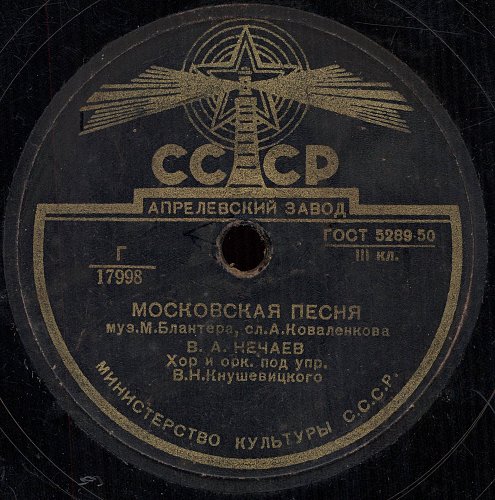 СССР
АПРЕЛЕВСКИЙ ЗАВОД
ГОСТ 5289-50
III кл.
Г
17998
МОСКОВСКАЯ ПЕСНЯ
муз.М.Блантера, сл.А.Коваленкова
В. А. НЕЧАЕВ
Хор и орк. под упр.
В.Н.Кнушевицкого
МИНИСТЕРСТВО КУЛЬТУРЫ С.С.С.Р.